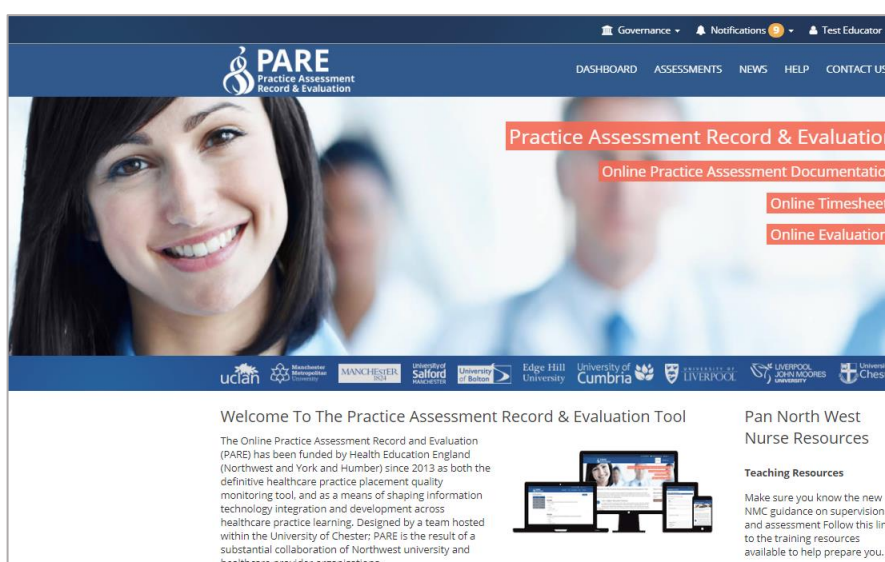 Governance
Notifications 9
Test Educator
PARE
Practice Assessment
Record & Evaluation
DASHBOARD ASSESSMENTS NEWS HELP CONTACT US
Practice Assessment Record & Evaluation
Online Practice Assessment Documentatio
Online Timesheet
Online Evaluation
uclan
Manchester
Metropolitan
University
MANCHESTER
1824
University of
Salford
MANCHESTER
University
of Bolton
Edge Hill
University
University of
Cumbria
UNIVERSITY OF
LIVERPOOL
LIVERPOOL
JOHN MOORES
UNIVERSITY
Universi
Chest
Welcome To The Practice Assessment Record & Evaluation Tool
The Online Practice Assessment Record and Evaluation
(PARE) has been funded by Health Education England
(Northwest and York and Humber) since 2013 as both the
definitive healthcare practice placement quality
monitoring tool, and as a means of shaping information
technology integration and development across
healthcare practice learning. Designed by a team hosted
within the University of Chester; PARE is the result of a
substantial collaboration of Northwest university and
healthcare provider organisations
Pan North West
Nurse Resources
Teaching Resources
Make sure you know the new
NMC guidance on supervision
and assessment Follow this lin
to the training resources
available to help prepare you.